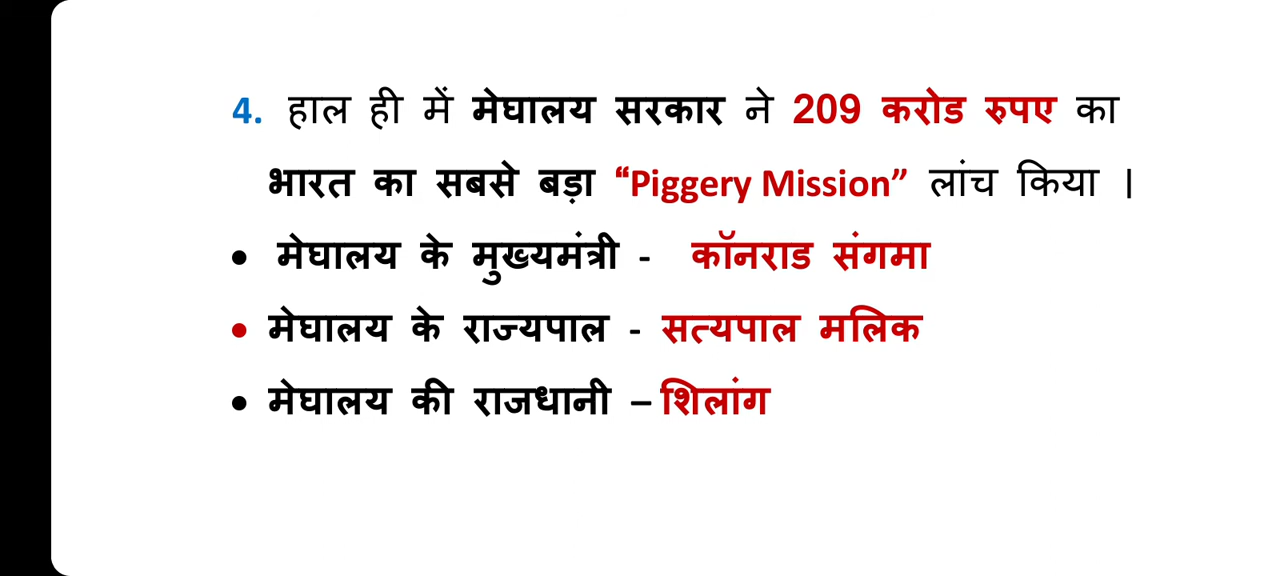 4. हाल ही में मेघालय सरकार ने 209 करोड रुपए का
भारत का सबसे बड़ा “Piggery Mission” लांच किया ।
• मेघालय के मुख्यमंत्री - कॉनराड संगमा
• मेघालय के राज्यपाल - सत्यपाल मलिक
• मेघालय की राजधानी – शिलांग